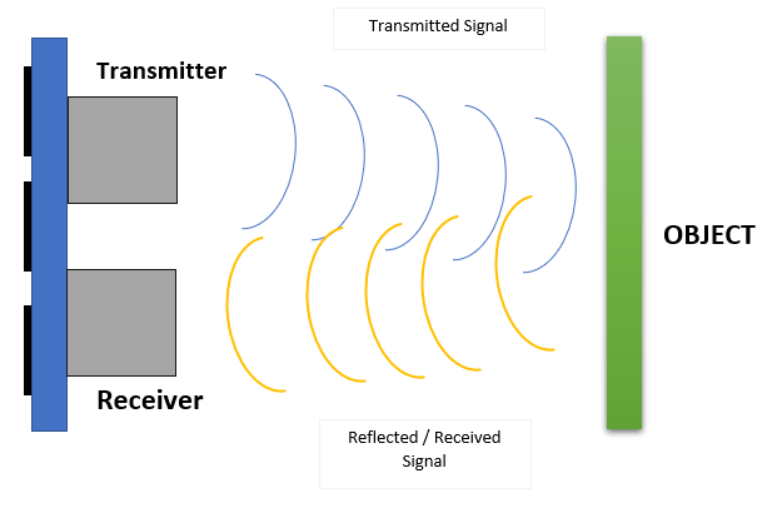 Transmitted Signal
Transmitter
OBJECT
Receiver
Reflected / Received
Signal